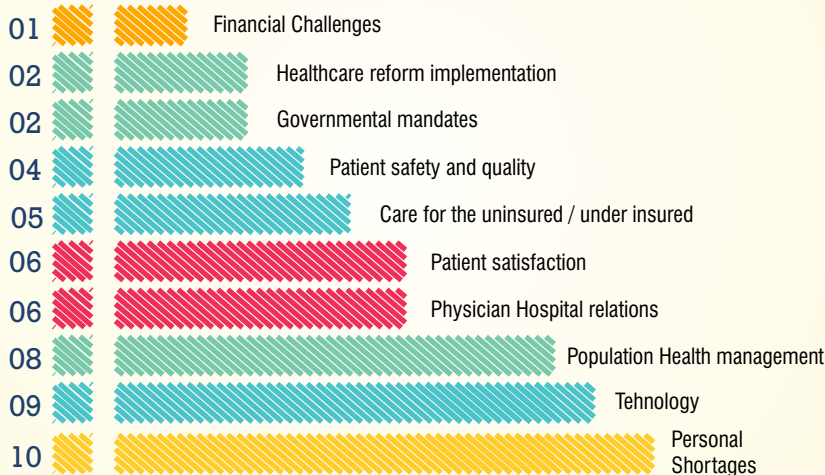 01 Financial Challenges
02 Healthcare reform implementation
02 Governmental mandates
04 Patient safety and quality
05 Care for the uninsured / under insured
06 Patient satisfaction
06 Physician Hospital relations
08 Population Health management
09 Tehnology
10 Personal
Shortages